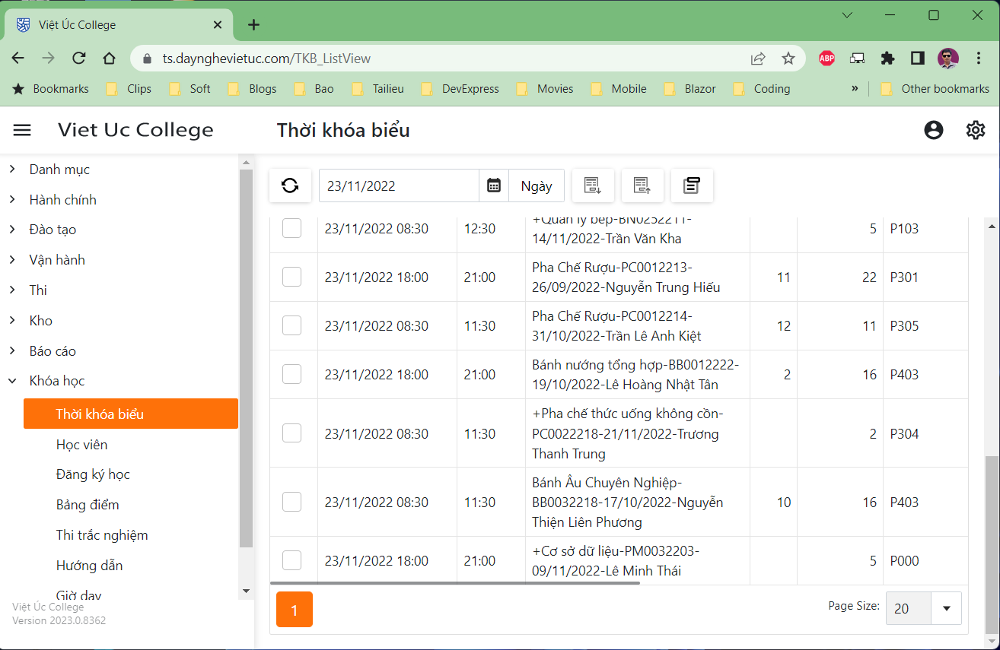 Việt Úc College
ts.daynghevietuc.com/TKB_ListView
ABP
Bookmarks Clips Soft Blogs Bao Tailieu DevExpress Movies Mobile Blazor Coding » Other bookmarks
Viet Uc College
Thời khóa biểu
Danh mục
Hành chính
Đào tạo
Vận hành
Thi
Kho
Báo cáo
Khóa học
Thời khóa biểu
Học viên
Đăng ký học
Bảng điểm
Thi trắc nghiệm
Hướng dẫn
Giờ dạy
Việt Úc College
Version 2023.0.8362
23/11/2022 Ngày
+Quản lý bếp-BN0252211-
23/11/2022 08:30 12:30 14/11/2022-Trần Văn Kha 5 P103
Pha Chế Rượu-PC0012213-
23/11/2022 18:00 21:00 26/09/2022-Nguyễn Trung Hiếu 11 22 P301
Pha Chế Rượu-PC0012214-
23/11/2022 08:30 11:30 31/10/2022-Trần Lê Anh Kiệt 12 11 P305
Bánh nướng tổng hợp-BB0012222-
23/11/2022 18:00 21:00 19/10/2022-Lê Hoàng Nhật Tân 2 16 P403
+Pha chế thức uống không cồn-
23/11/2022 08:30 11:30 PC0022218-21/11/2022-Trương 2 P304
Thanh Trung
Bánh Âu Chuyên Nghiệp-
23/11/2022 08:30 11:30 BB0032218-17/10/2022-Nguyễn 10 16 P403
Thiện Liên Phương
+Cơ sở dữ liệu-PM0032203-
23/11/2022 18:00 21:00 09/11/2022-Lê Minh Thái 5 P000
1 Page Size: 20